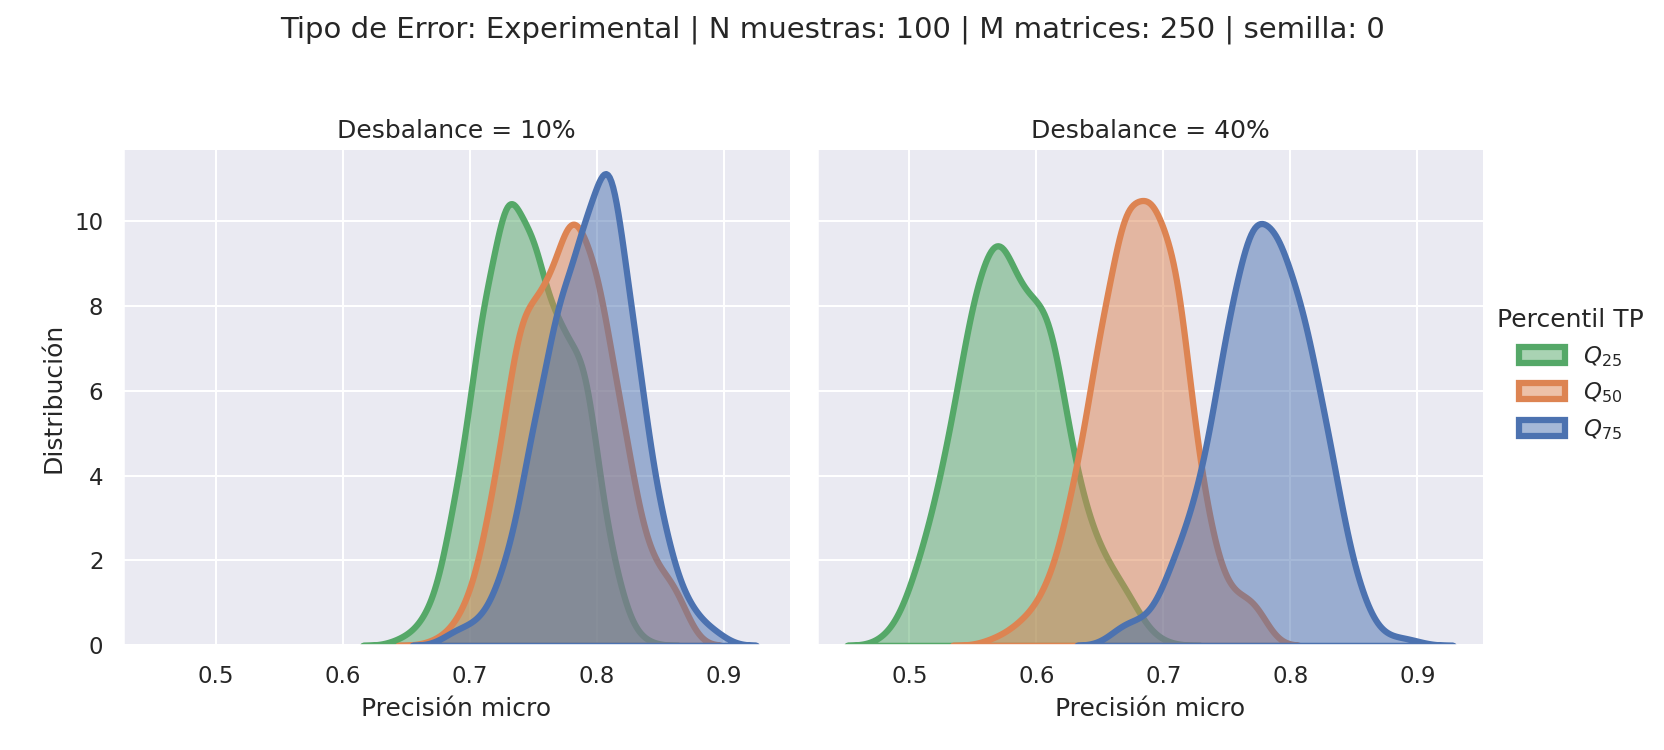 Tipo de Error: Experimental | N muestras: 100 | M matrices: 250 | semilla: 0
Desbalance = 10%
Desbalance = 40%
Distribución
10
8
6
4
2
0
0.5 0.6 0.7 0.8 0.9
0.5 0.6 0.7 0.8 0.9
Precisión micro
Precisión micro
Percentil TP
Q25
Q50
Q75